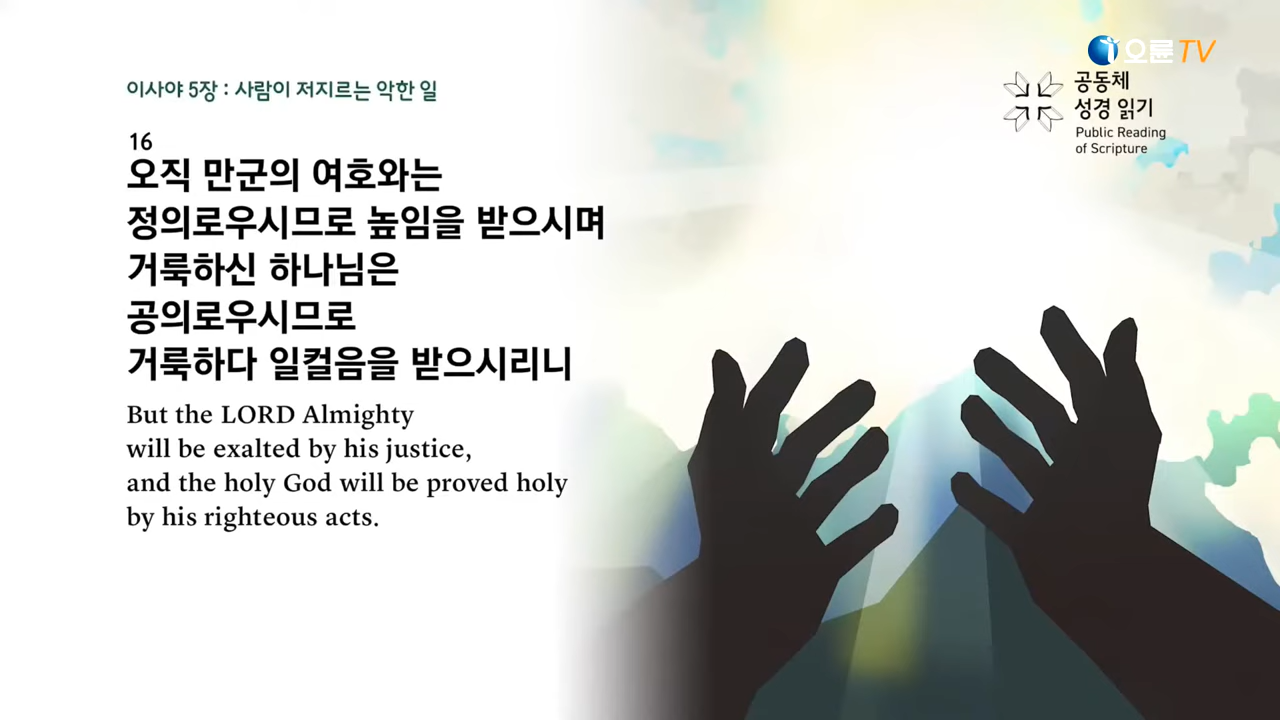 오륜TV
이사야 5장 : 사람이 저지르는 악한 일
공동체
성경 읽기
Public Reading
of Scripture
16
오직 만군의 여호와는
정의로우시므로 높임을 받으시며
거룩하신 하나님은
공의로우시므로
거룩하다 일컬음을 받으시리니
But the LORD Almighty
will be exalted by his justice,
and the holy God will be proved holy
by his righteous acts.